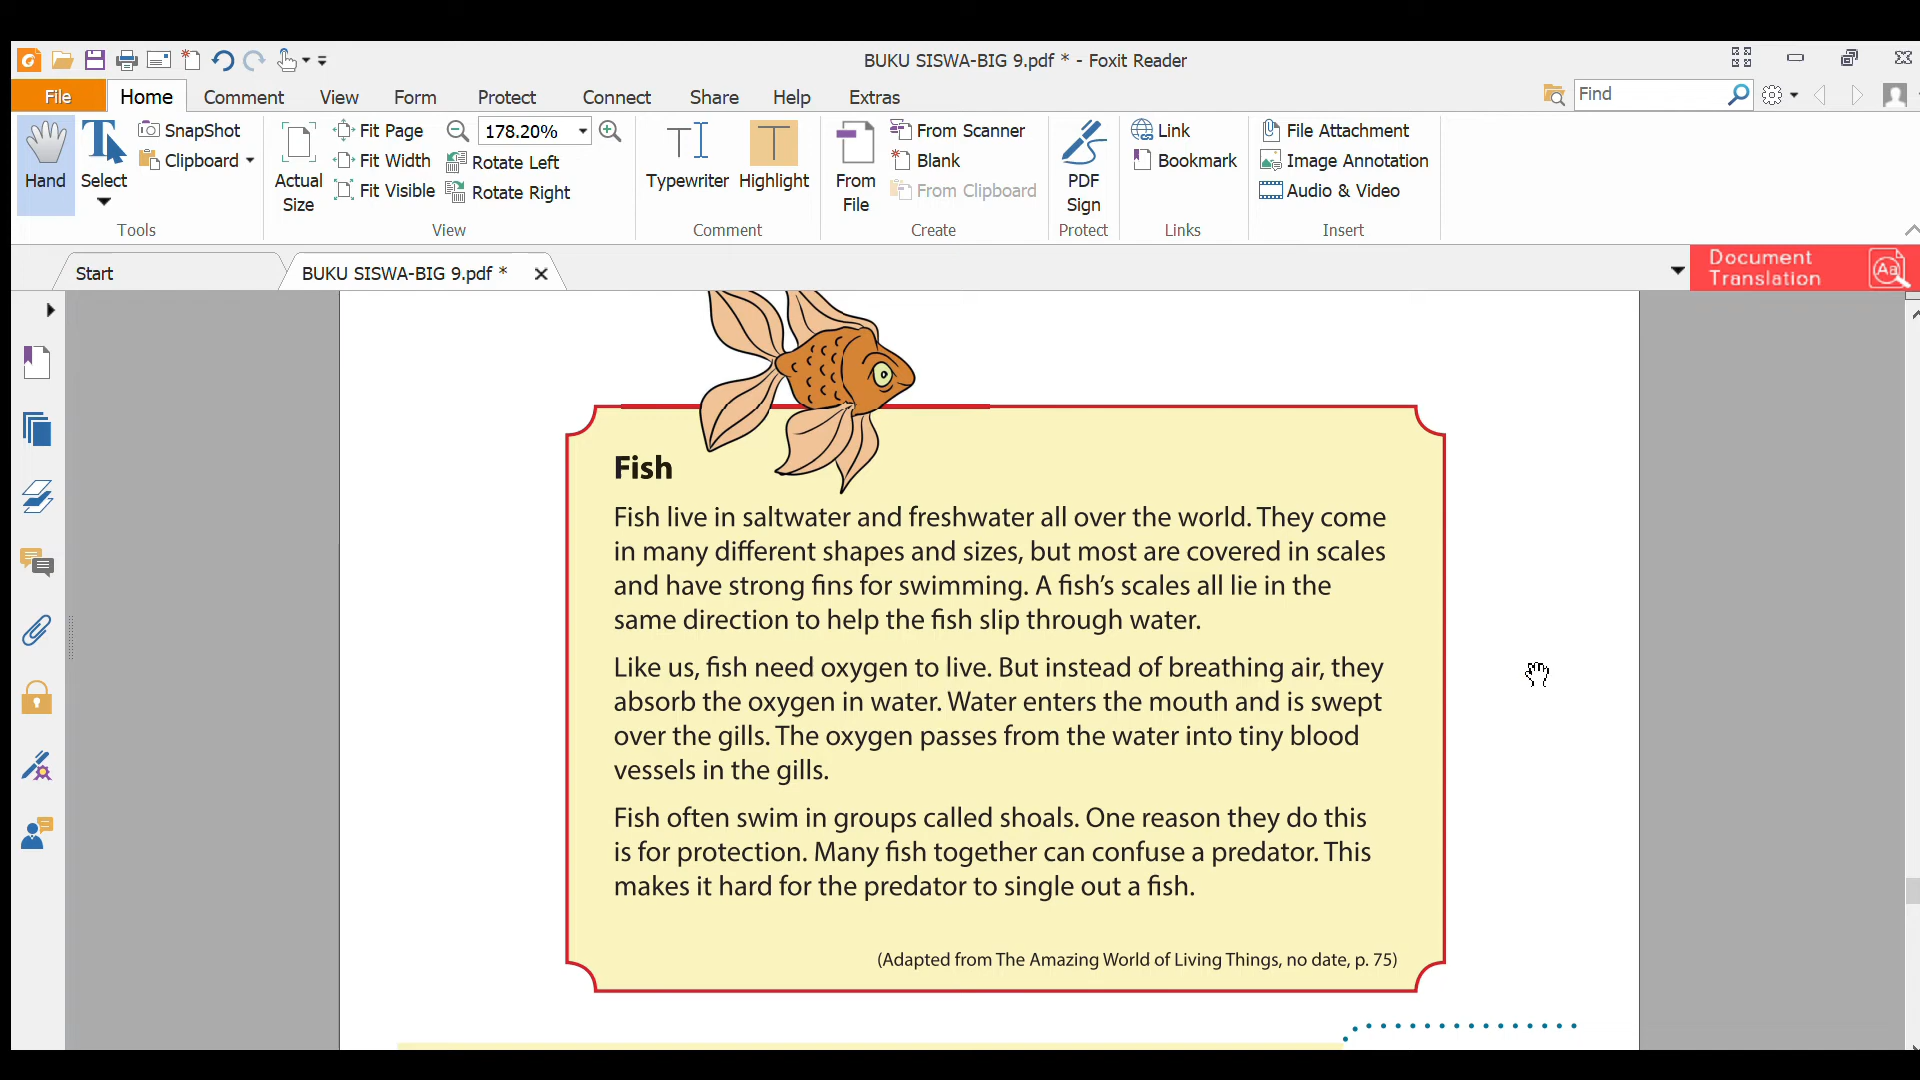 BUKU SISWA-BIG 9.pdf * - Foxit Reader
File Home Comment View Form Protect Connect Share Help Extras Find
Hand
Select
SnapShot
Clipboard
Tools
Actual Size
Fit Page
Fit Width
Fit Visible
178.20%
Rotate Left
Rotate Right
View
Typewriter
Highlight
Comment
From File
From Scanner
Blank
From Clipboard
Create
PDF Sign
Protect
Link
Bookmark
Links
File Attachment
Image Annotation
Audio & Video
Insert
Start
BUKU SISWA-BIG 9.pdf *
Document
Translation
Aa
Fish
Fish live in saltwater and freshwater all over the world. They come
in many different shapes and sizes, but most are covered in scales
and have strong fins for swimming. A fish's scales all lie in the
same direction to help the fish slip through water.
Like us, fish need oxygen to live. But instead of breathing air, they
absorb the oxygen in water. Water enters the mouth and is swept
over the gills. The oxygen passes from the water into tiny blood
vessels in the gills.
Fish often swim in groups called shoals. One reason they do this
is for protection. Many fish together can confuse a predator. This
makes it hard for the predator to single out a fish.
(Adapted from The Amazing World of Living Things, no date, p. 75)